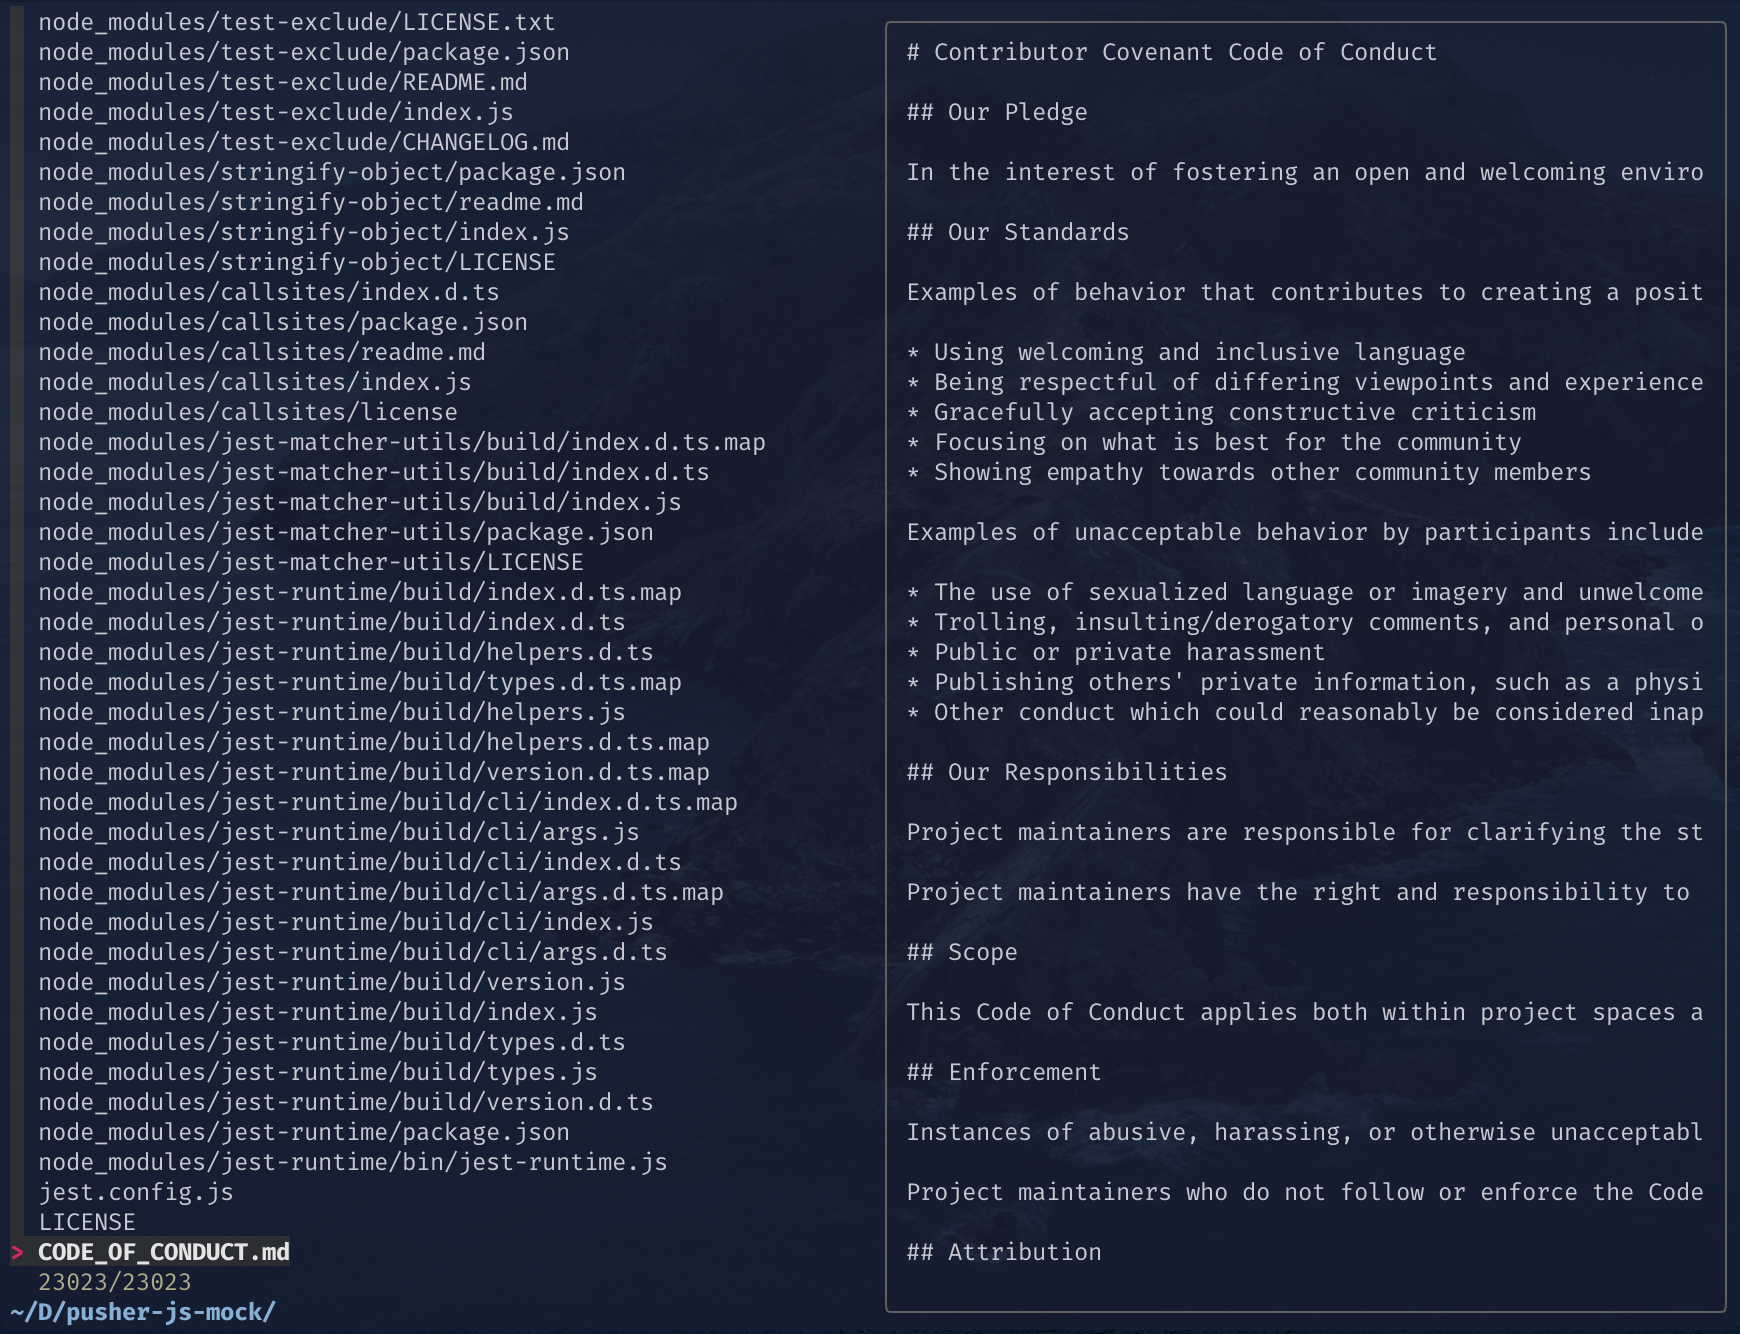 node_modules/test-exclude/LICENSE.txt
node_modules/test-exclude/package.json
node_modules/test-exclude/README.md
node_modules/test-exclude/index.js
node_modules/test-exclude/CHANGELOG.md
node_modules/stringify-object/package.json
node_modules/stringify-object/readme.md
node_modules/stringify-object/index.js
node_modules/stringify-object/LICENSE
node_modules/callsites/index.d.ts
node_modules/callsites/package.json
node_modules/callsites/readme.md
node_modules/callsites/index.js
node_modules/callsites/license
node_modules/jest-matcher-utils/build/index.d.ts.map
node_modules/jest-matcher-utils/build/index.d.ts
node_modules/jest-matcher-utils/build/index.js
node_modules/jest-matcher-utils/package.json
node_modules/jest-matcher-utils/LICENSE
node_modules/jest-runtime/build/index.d.ts.map
node_modules/jest-runtime/build/index.d.ts
node_modules/jest-runtime/build/helpers.d.ts
node_modules/jest-runtime/build/types.d.ts.map
node_modules/jest-runtime/build/helpers.js
node_modules/jest-runtime/build/helpers.d.ts.map
node_modules/jest-runtime/build/version.d.ts.map
node_modules/jest-runtime/build/cli/index.d.ts.map
node_modules/jest-runtime/build/cli/args.js
node_modules/jest-runtime/build/cli/index.d.ts
node_modules/jest-runtime/build/cli/args.d.ts.map
node_modules/jest-runtime/build/cli/index.js
node_modules/jest-runtime/build/cli/args.d.ts
node_modules/jest-runtime/build/version.js
node_modules/jest-runtime/build/index.js
node_modules/jest-runtime/build/types.d.ts
node_modules/jest-runtime/build/types.js
node_modules/jest-runtime/build/version.d.ts
node_modules/jest-runtime/package.json
node_modules/jest-runtime/bin/jest-runtime.js
jest.config.js
LICENSE
> CODE_OF_CONDUCT.md
23023/23023
~/D/pusher-js-mock/
# Contributor Covenant Code of Conduct
## Our Pledge
In the interest of fostering an open and welcoming enviro
## Our Standards
Examples of behavior that contributes to creating a posit
* Using welcoming and inclusive language
* Being respectful of differing viewpoints and experience
* Gracefully accepting constructive criticism
* Focusing on what is best for the community
* Showing empathy towards other community members
Examples of unacceptable behavior by participants include
* The use of sexualized language or imagery and unwelcome
* Trolling, insulting/derogatory comments, and personal o
* Public or private harassment
* Publishing others' private information, such as a physi
* Other conduct which could reasonably be considered inap
## Our Responsibilities
Project maintainers are responsible for clarifying the st
Project maintainers have the right and responsibility to
## Scope
This Code of Conduct applies both within project spaces a
## Enforcement
Instances of abusive, harassing, or otherwise unacceptabl
Project maintainers who do not follow or enforce the Code
## Attribution